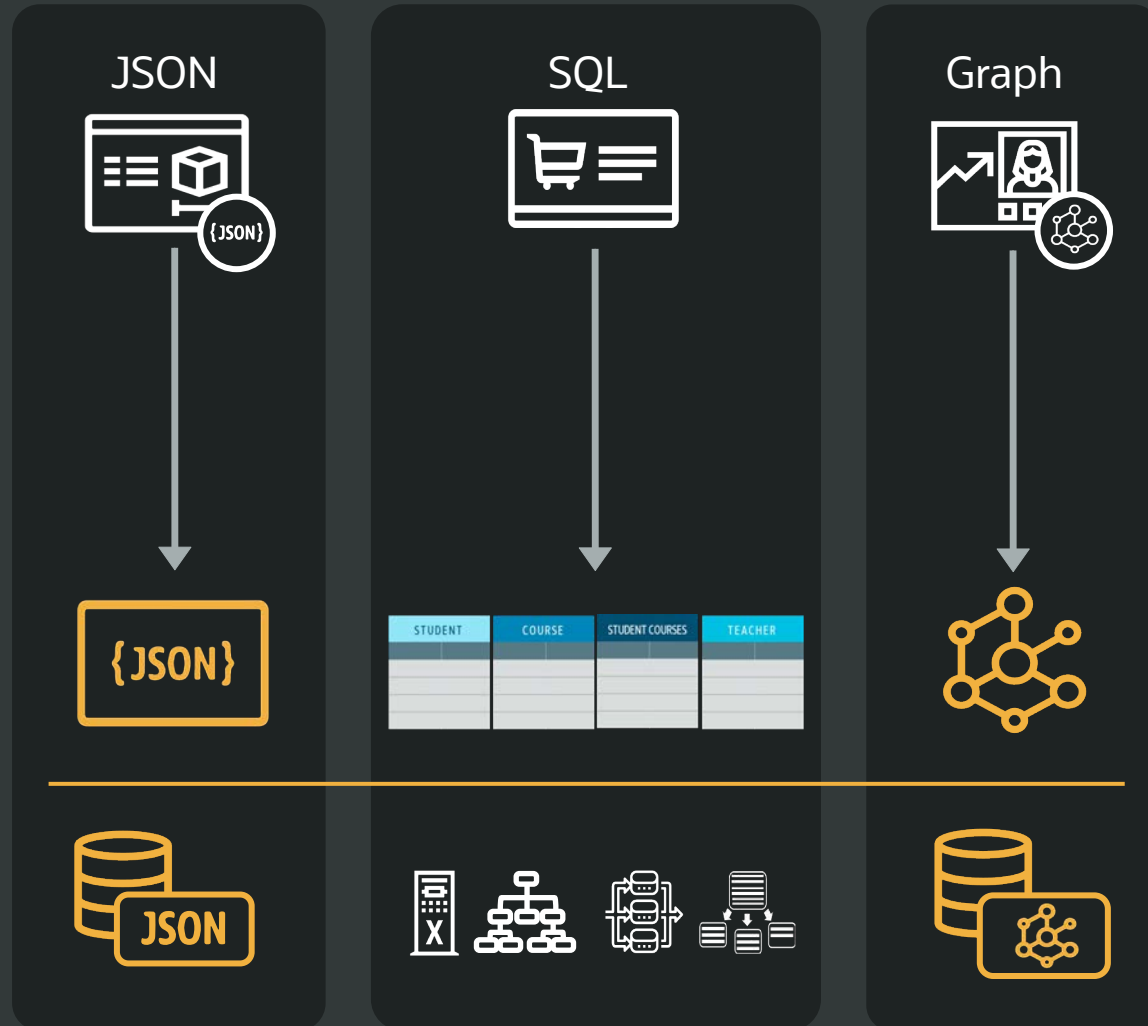 JSON
SQL
Graph
{JSON}
{JSON}
STUDENT
COURSE
STUDENT COURSES
TEACHER
JSON
X